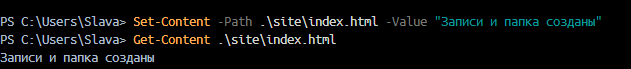 PS C:\Users\Slava> Set-Content -Path .\site\index.html -Value "Записи и папка созданы"
PS C:\Users\Slava> Get-Content .\site\index.html
Записи и папка созданы